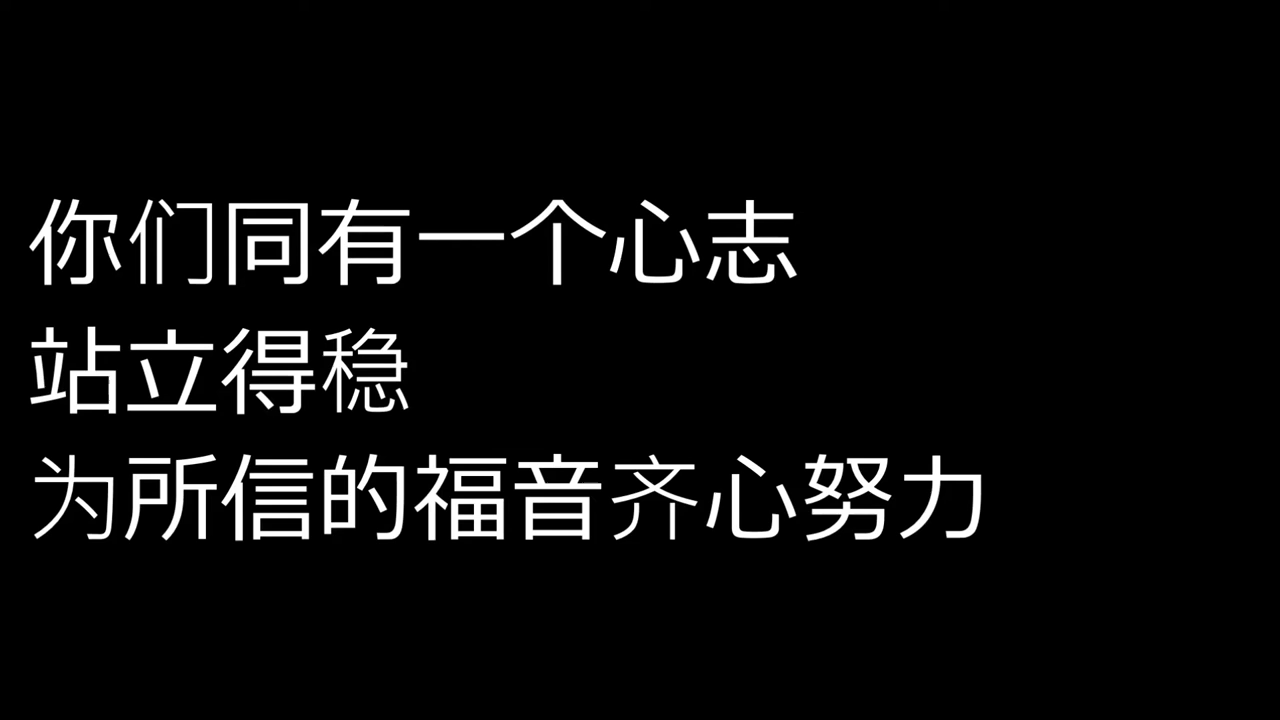 你们同有一个心志
站立得稳
为所信的福音齐心努力